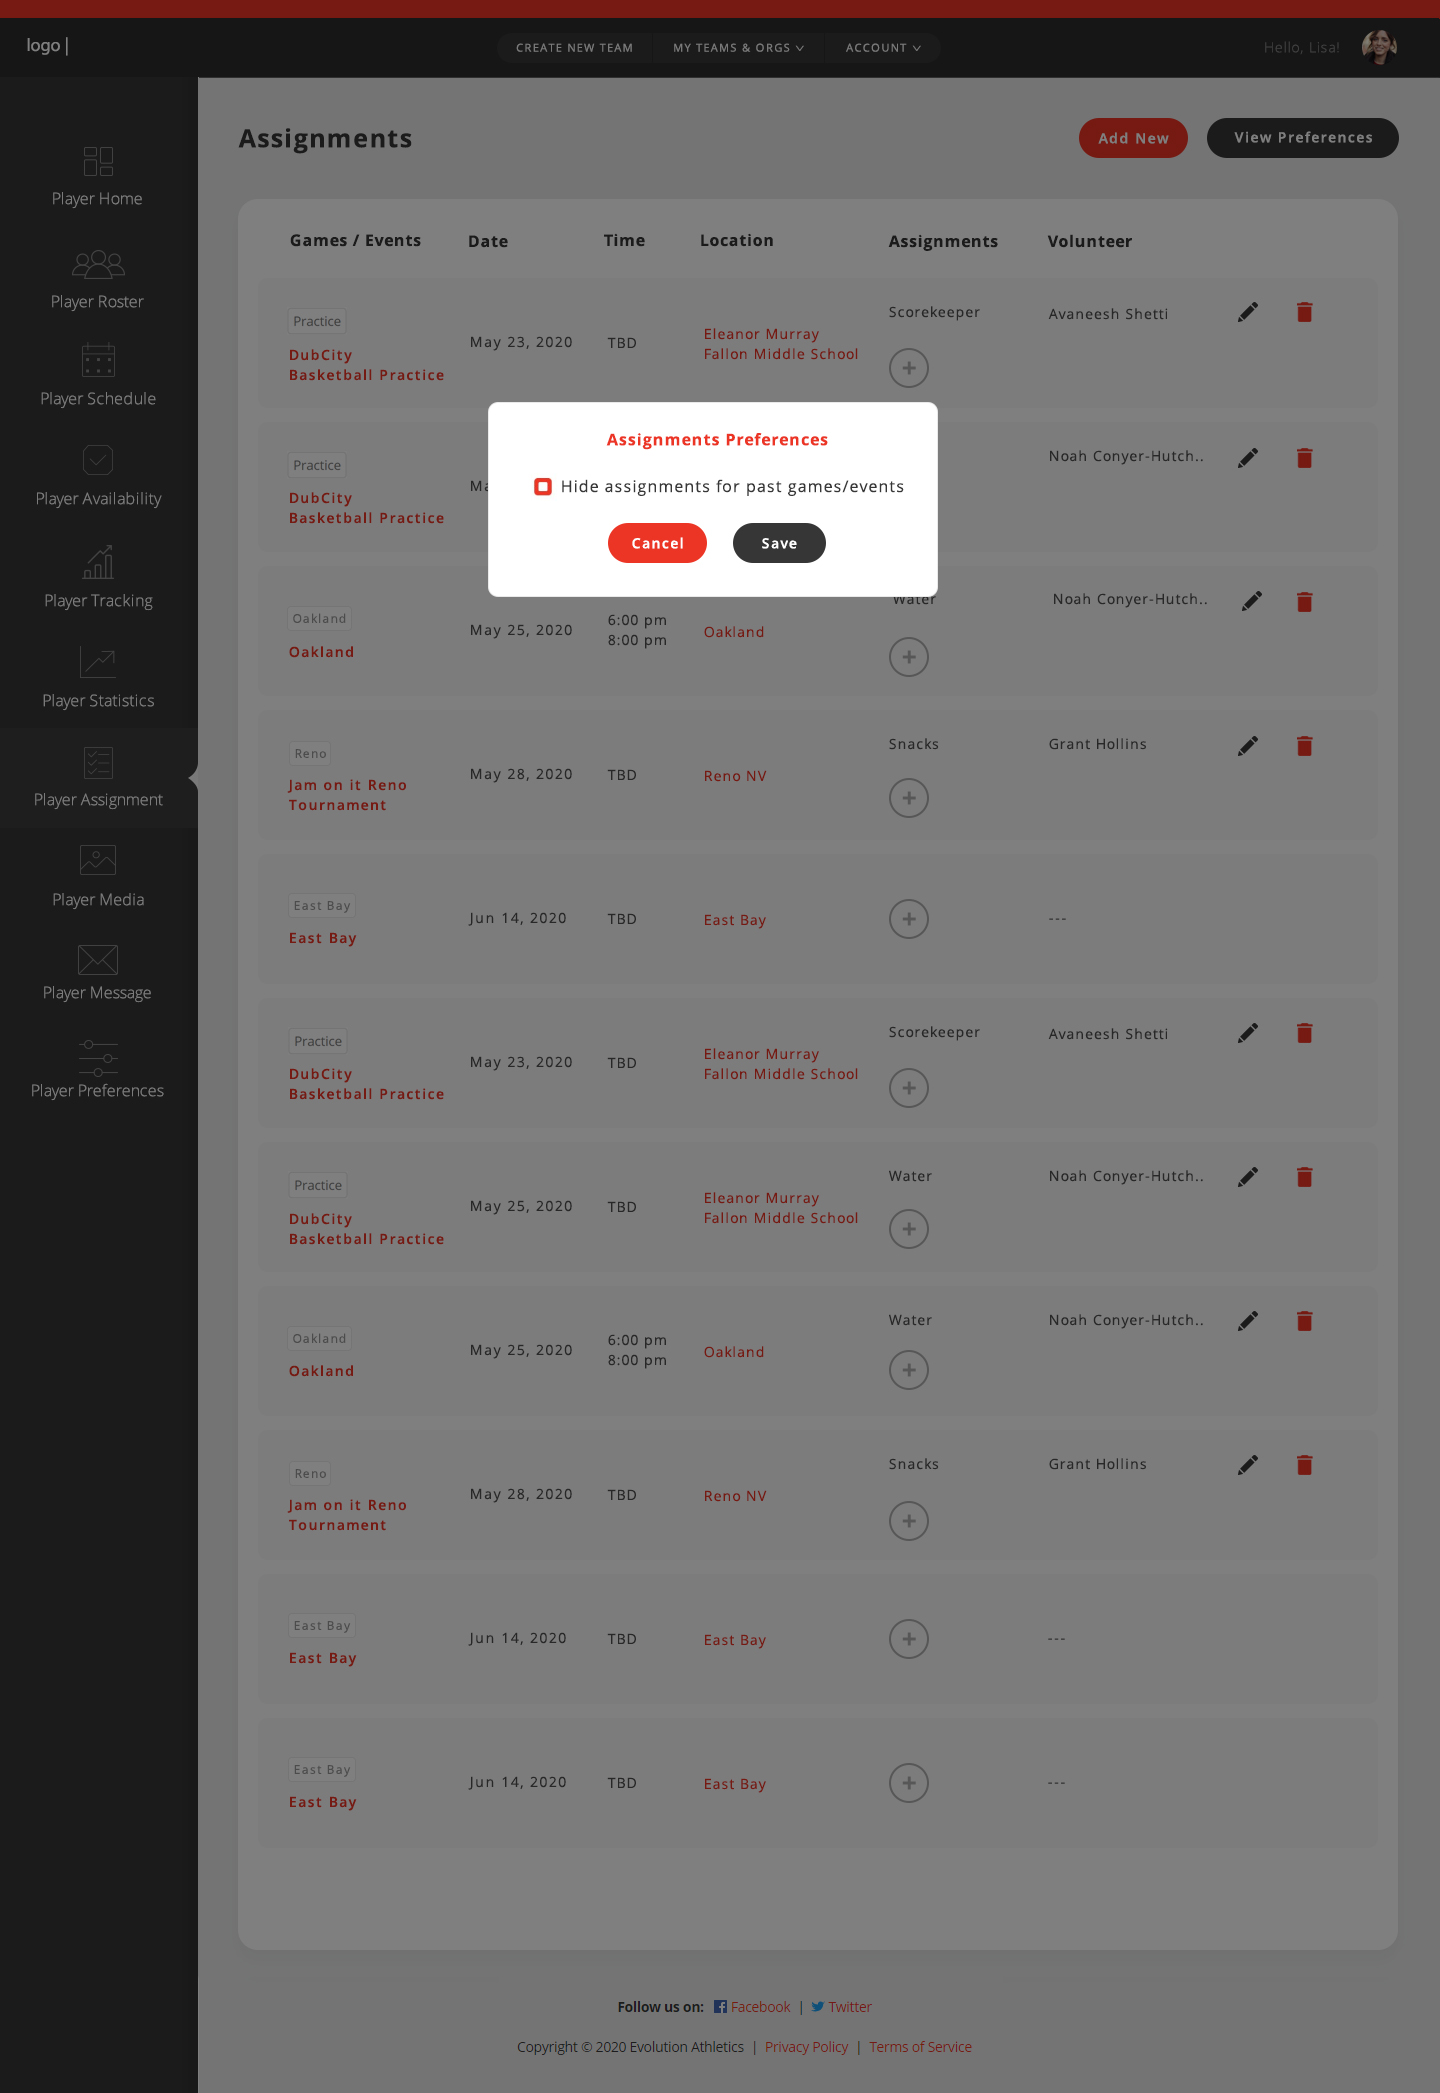 logo |
CREATE NEW TEAM
MY TEAMS & ORGS
ACCOUNT
Hello, Lisa!
Player Home
Player Roster
Player Schedule
Player Availability
Player Tracking
Player Statistics
Player Assignment
Player Media
Player Message
Player Preferences
Assignments
Add New
View Preferences
Games / Events Date Time Location Assignments Volunteer
Practice
DubCity
Basketball Practice
May 23, 2020
TBD
Eleanor Murray
Fallon Middle School
Scorekeeper
Avaneesh Shetti
Practice
DubCity
Basketball Practice
Noah Conyer-Hutch..
Assignments Preferences
Hide assignments for past games/events
Cancel
Save
Oakland
Oakland
May 25, 2020
6:00 pm
8:00 pm
Oakland
Water
Noah Conyer-Hutch..
Reno
Jam on it Reno
Tournament
May 28, 2020
TBD
Reno NV
Snacks
Grant Hollins
East Bay
East Bay
Jun 14, 2020
TBD
East Bay
---
Practice
DubCity
Basketball Practice
May 23, 2020
TBD
Eleanor Murray
Fallon Middle School
Scorekeeper
Avaneesh Shetti
Practice
DubCity
Basketball Practice
May 25, 2020
TBD
Eleanor Murray
Fallon Middle School
Water
Noah Conyer-Hutch..
Oakland
Oakland
May 25, 2020
6:00 pm
8:00 pm
Oakland
Water
Noah Conyer-Hutch..
Reno
Jam on it Reno
Tournament
May 28, 2020
TBD
Reno NV
Snacks
Grant Hollins
East Bay
East Bay
Jun 14, 2020
TBD
East Bay
---
East Bay
East Bay
Jun 14, 2020
TBD
East Bay
---
Follow us on: Facebook | Twitter
Copyright © 2020 Evolution Athletics | Privacy Policy | Terms of Service